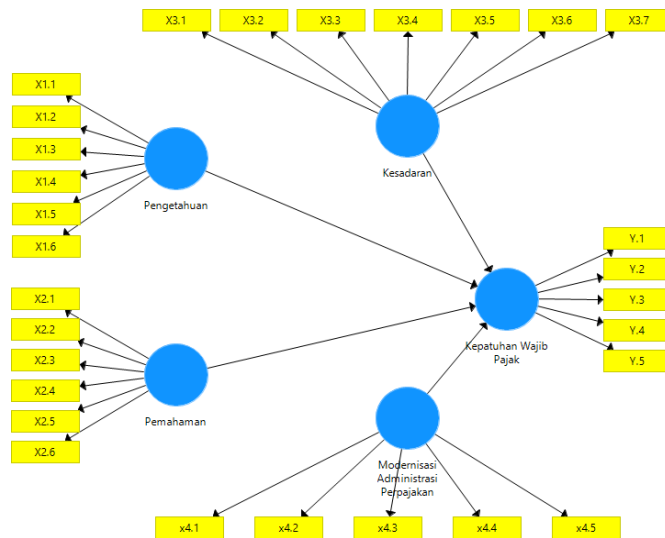 X3.1
X3.2
X3.3
X3.4
X3.5
X3.6
X3.7
X1.1
X1.2
X1.3
X1.4
X1.5
X1.6
Pengetahuan
Kesadaran
Y.1
Y.2
Y.3
Y.4
Y.5
Kepatuhan Wajib
Pajak
X2.1
X2.2
X2.3
X2.4
X2.5
X2.6
Pemahaman
Modernisasi
Administrasi
Perpajakan
x4.1
x4.2
x4.3
x4.4
x4.5